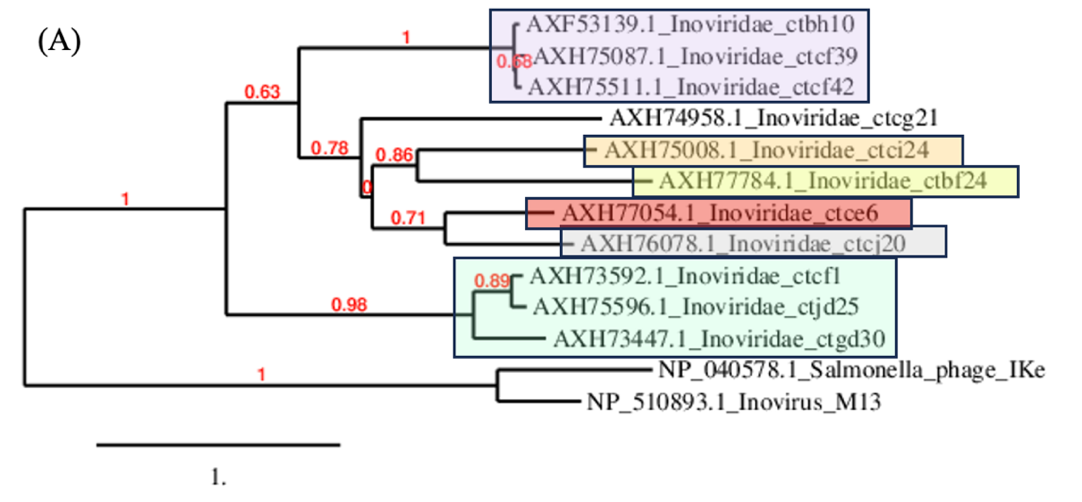 (A)
1
AXF53139.1_Inoviridae_ctbh10
0.58
AXH75087.1_Inoviridae_ctcf39
AXH75511.1_Inoviridae_ctcf42
0.63
AXH74958.1_Inoviridae_ctcg21
0.78
0.86
AXH75008.1_Inoviridae_ctci24
AXH77784.1_Inoviridae_ctbf24
0
1
0.71
AXH77054.1_Inoviridae_ctce6
AXH76078.1_Inoviridae_ctcj20
0.89
AXH73592.1_Inoviridae_ctcf1
0.98
AXH75596.1_Inoviridae_ctjd25
AXH73447.1_Inoviridae_ctgd30
1
NP_040578.1_Salmonella_phage_IKe
NP_510893.1_Inovirus_M13
1.